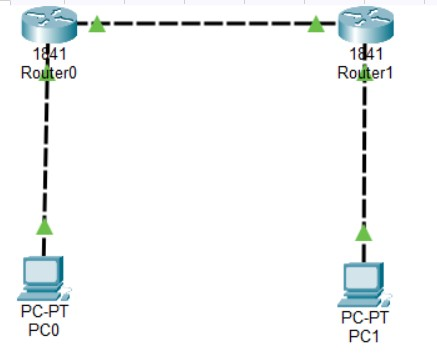 1841
Router0
1841
Router1
PC-PT
PC0
PC-PT
PC1